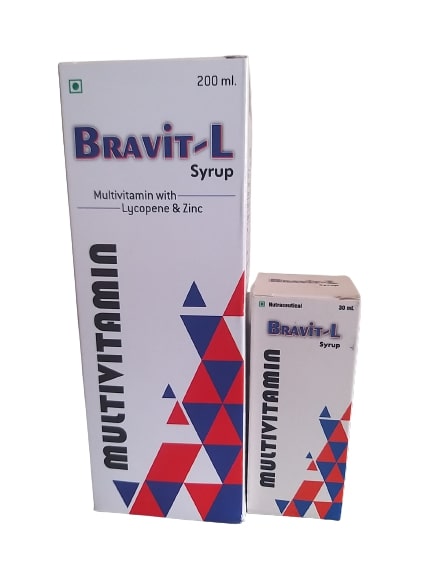 200 ml.
BRAViT-L
Syrup
Multivitamin with
Lycopene & Zinc
MULTIVITAMIN
Nutraceutical
30 ml.
BRAViT-L
Syrup
MULTIVITAMIN